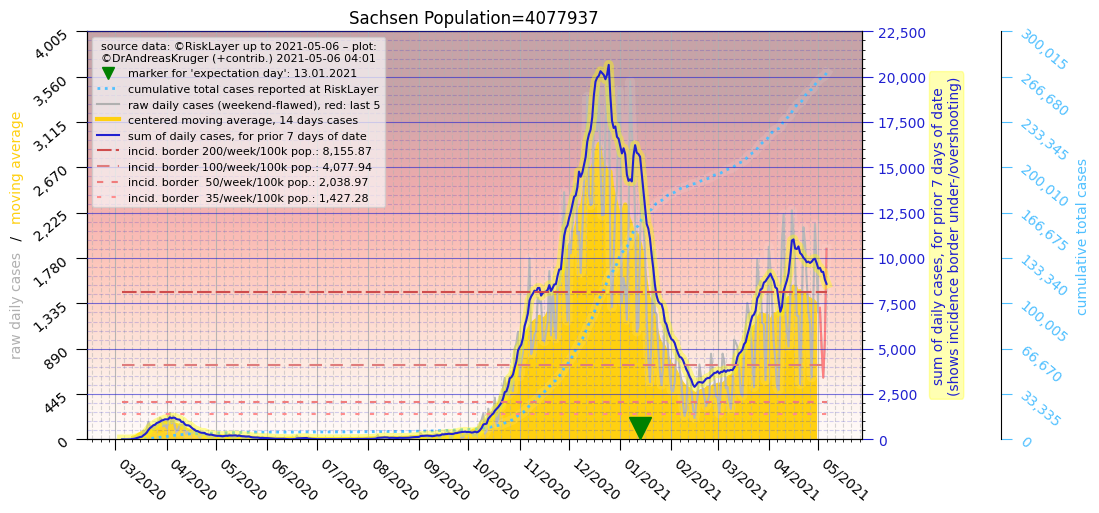 Sachsen Population=4077937
source data: ©RiskLayer up to 2021-05-06 – plot:
©DrAndreasKruger (+contrib.) 2021-05-06 04:01
marker for 'expectation day': 13.01.2021
cumulative total cases reported at RiskLayer
raw daily cases (weekend-flawed), red: last 5
centered moving average, 14 days cases
sum of daily cases, for prior 7 days of date
incid. border 200/week/100k pop.: 8,155.87
incid. border 100/week/100k pop.: 4,077.94
incid. border  50/week/100k pop.: 2,038.97
incid. border  35/week/100k pop.: 1,427.28
raw daily cases  /  moving average
4,005
3,560
3,115
2,670
2,225
1,780
1,335
890
445
0
03/2020
04/2020
05/2020
06/2020
07/2020
08/2020
09/2020
10/2020
11/2020
12/2020
01/2021
02/2021
03/2021
04/2021
05/2021
22,500
20,000
17,500
15,000
12,500
10,000
7,500
5,000
2,500
0
sum of daily cases, for prior 7 days of date
(shows incidence border under-/overshooting)
300,015
266,680
233,345
200,010
166,675
133,340
100,005
66,670
33,335
0
cumulative total cases